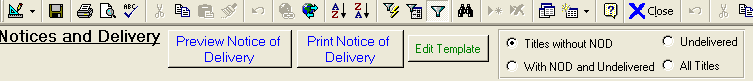 Close
Notices and Delivery
Preview Notice of
Delivery
Print Notice of
Delivery
Edit Template
Titles without NOD
Undelivered
With NOD and Undelivered
All Titles